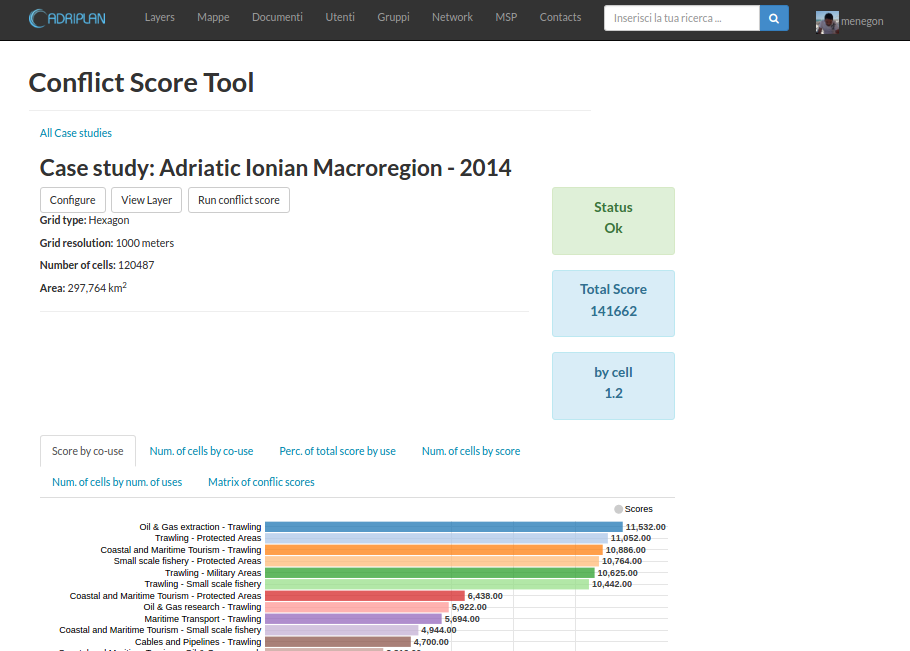 ADRIPLAN Layers Mappe Documenti Utenti Gruppi Network MSP Contacts Inserisci la tua ricerca ... menegon
Conflict Score Tool
All Case studies
Case study: Adriatic Ionian Macroregion - 2014
Configure View Layer Run conflict score
Grid type: Hexagon
Grid resolution: 1000 meters
Number of cells: 120487
Area: 297,764 km²
Status
Ok
Total Score
141662
by cell
1.2
Score by co-use Num. of cells by co-use Perc. of total score by use Num. of cells by score
Num. of cells by num. of uses Matrix of conflic scores
Scores
Oil & Gas extraction - Trawling 11,532.00
Trawling - Protected Areas 11,052.00
Coastal and Maritime Tourism - Trawling 10,886.00
Small scale fishery - Protected Areas 10,764.00
Trawling - Military Areas 10,625.00
Trawling - Small scale fishery 10,442.00
Coastal and Maritime Tourism - Protected Areas 6,438.00
Oil & Gas research - Trawling 5,922.00
Maritime Transport - Trawling 5,694.00
Coastal and Maritime Tourism - Small scale fishery 4,944.00
Cables and Pipelines - Trawling 4,700.00